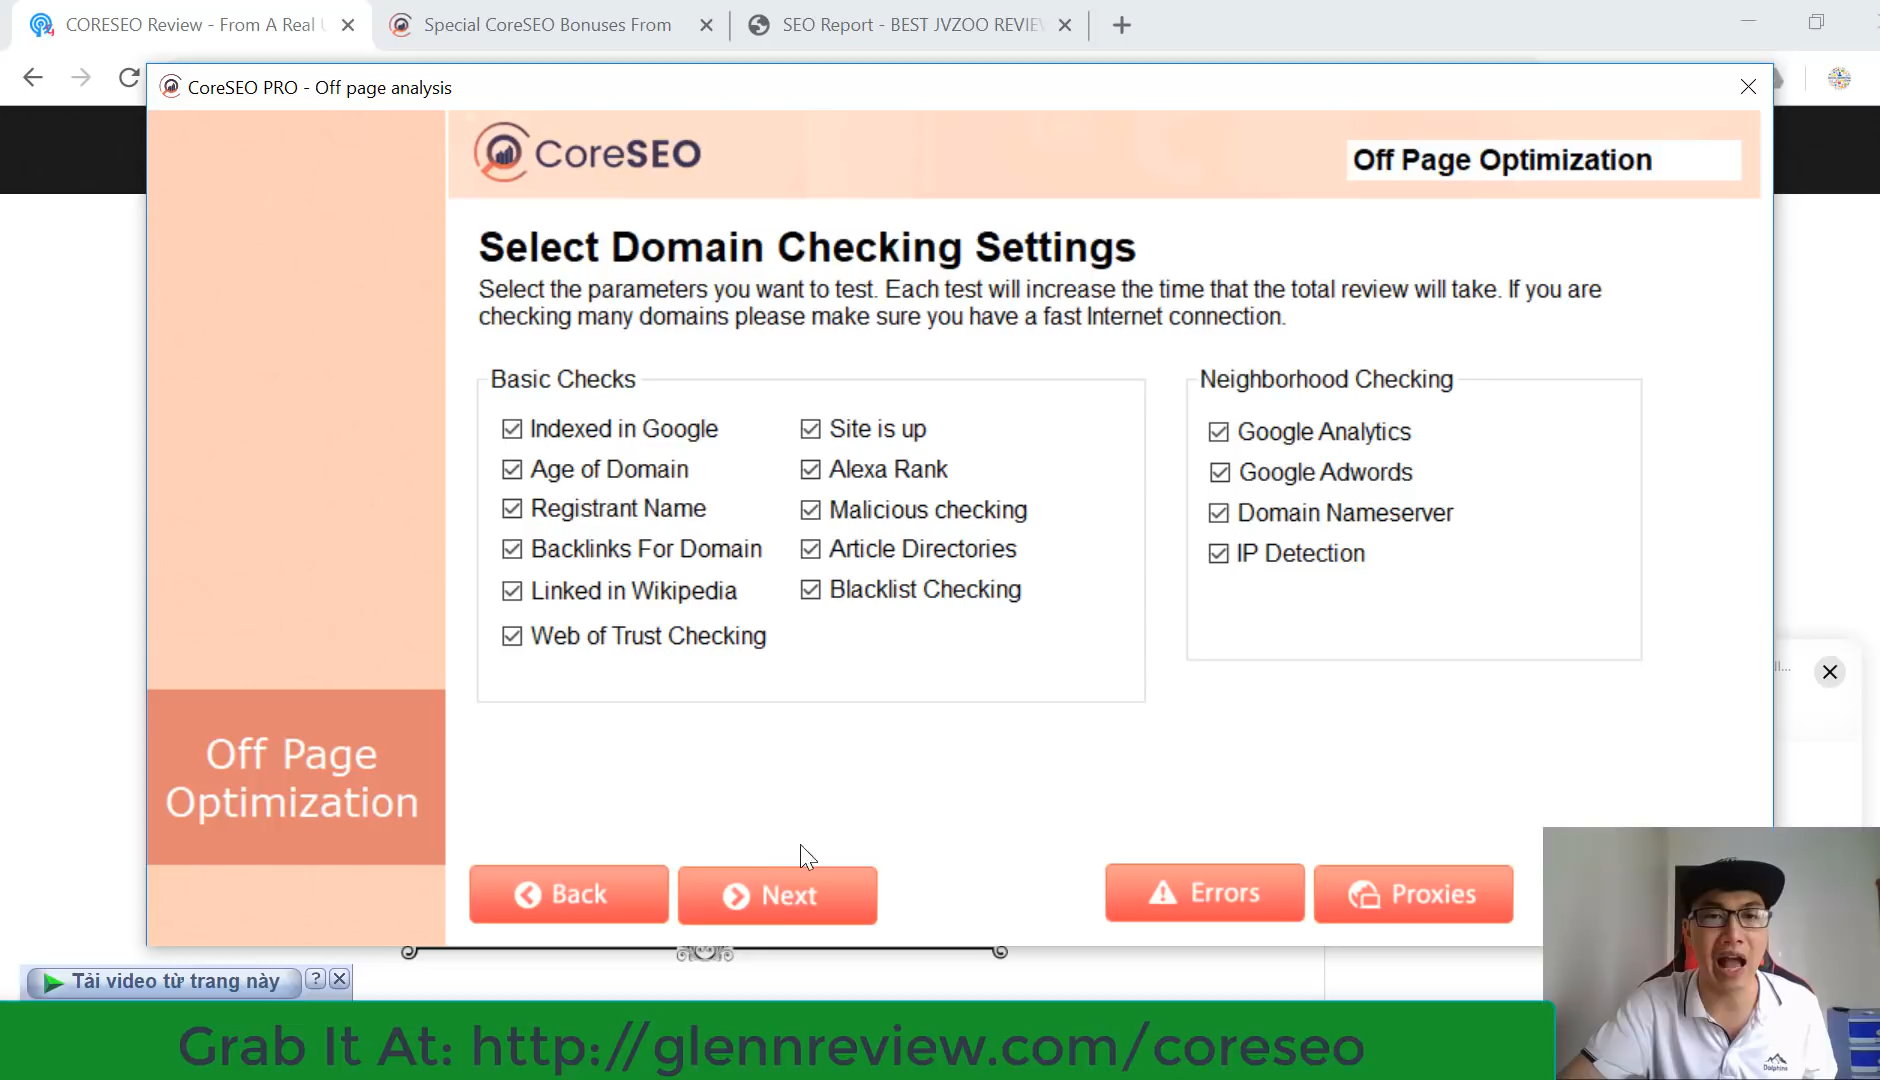 CORESEO Review - From A Real
Special CoreSEO Bonuses From
SEO Report - BEST JVZOO REVIEW
CoreSEO PRO - Off page analysis
CoreSEO
Off Page Optimization
Select Domain Checking Settings
Select the parameters you want to test. Each test will increase the time that the total review will take. If you are
checking many domains please make sure you have a fast Internet connection.
Basic Checks
Indexed in Google
Age of Domain
Registrant Name
Backlinks For Domain
Linked in Wikipedia
Web of Trust Checking
Site is up
Alexa Rank
Malicious checking
Article Directories
Blacklist Checking
Neighborhood Checking
Google Analytics
Google Adwords
Domain Nameserver
IP Detection
Off Page
Optimization
Back
Next
Errors
Proxies
Tải video từ trang này
?
Dolphins
Grab It At: http://glennreview.com/coreseo